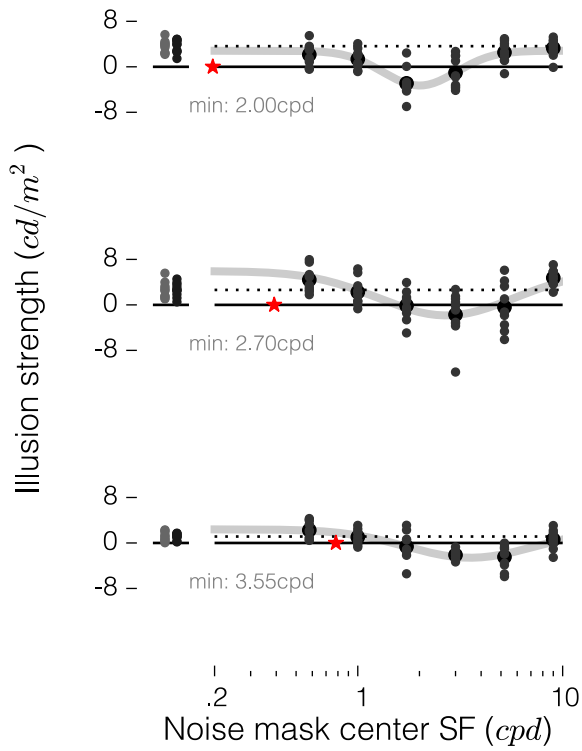 Illusion strength (cd/m²)
8
0
-8
min: 2.00cpd
8
0
-8
min: 2.70cpd
8
0
-8
min: 3.55cpd
.2 1 10
Noise mask center SF (cpd)